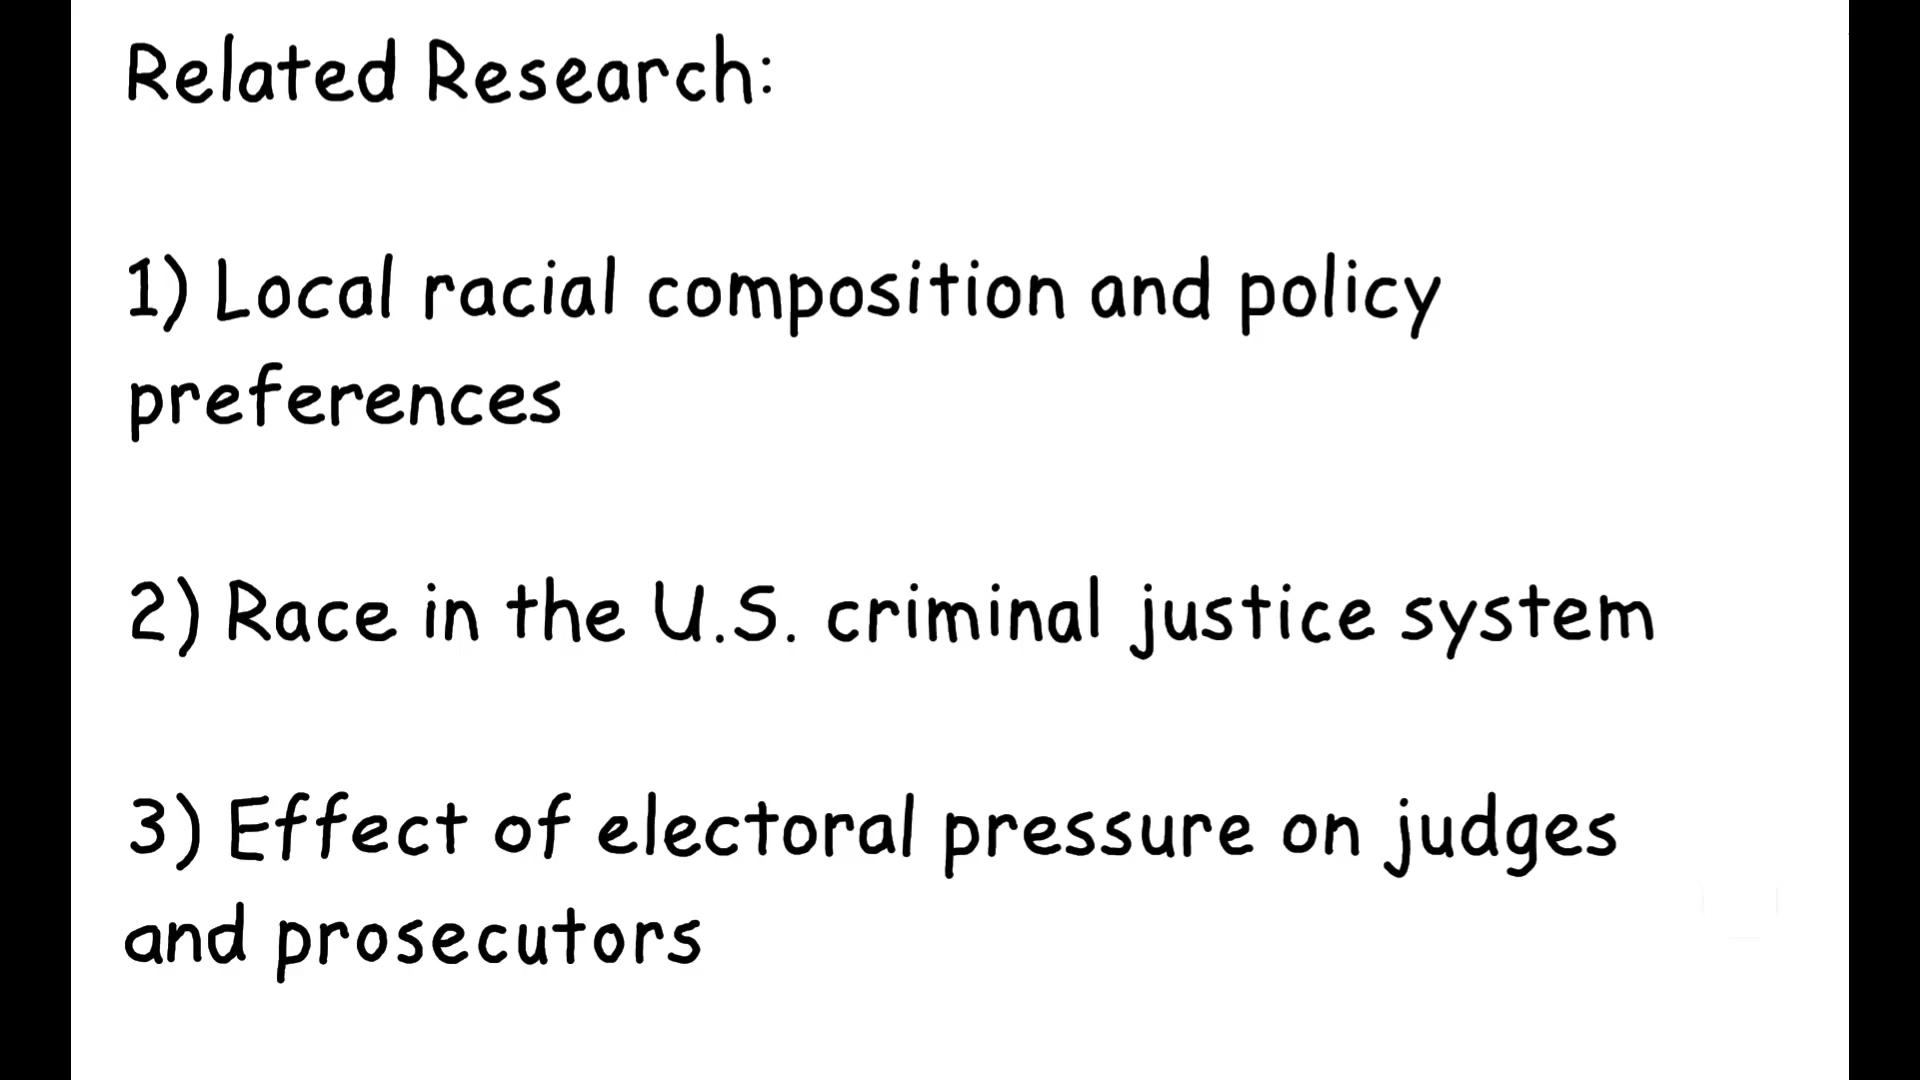 Related Research:
1) Local racial composition and policy
preferences
2) Race in the U.S. criminal justice system
3) Effect of electoral pressure on judges
and prosecutors